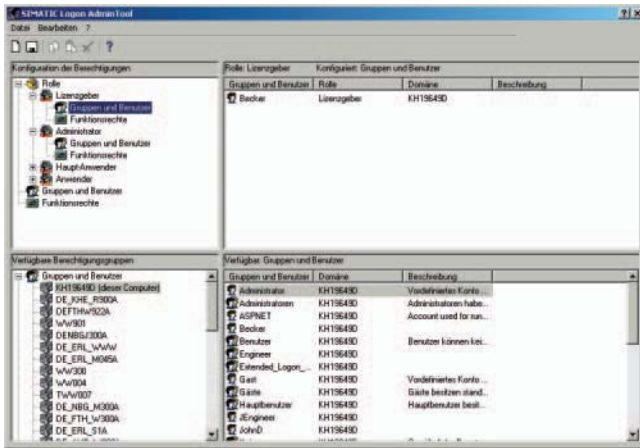 SIMATIC Logon AdminTool
Datei Bearbeiten ?
Konfiguration der Berechtigungen
Rolle
Lizenzgeber
Gruppen und Benutzer
Funktionsrechte
Administrator
Gruppen und Benutzer
Funktionsrechte
Haupt-Anwender
Anwender
Gruppen und Benutzer
Funktionsrechte
Rolle: Lizenzgeber Konfiguriert: Gruppen und Benutzer
Gruppen und Benutzer Rolle Domäne Beschreibung
Becker Lizenzgeber KH19649D
Verfügbare Berechtigungsgruppen
Gruppen und Benutzer
KH19649D (dieser Computer)
DE_KHE_R900A
DEFTHW922A
WW901
DENBGJ300A
DE_ERL_WWW
DE_ERL_M045A
WW300
WW004
TWW007
DE_NBG_M300A
DE_FTH_W300A
DE_ERL_S1A
Verfügbar: Gruppen und Benutzer
Gruppen und Benutzer Domäne Beschreibung
Administrator KH19649D Vordefiniertes Konto ...
Administratoren KH19649D Administratoren habe...
ASPNET KH19649D Account used for run...
Becker KH19649D
Benutzer KH19649D Benutzer können kei...
Engineer KH19649D
Extended_Logon_... KH19649D
Gast KH19649D Vordefiniertes Konto ...
Gäste KH19649D Gäste besitzen stand...
Hauptbenutzer KH19649D Hauptbenutzer besit...
JEngineer KH19649D
JohnD KH19649D